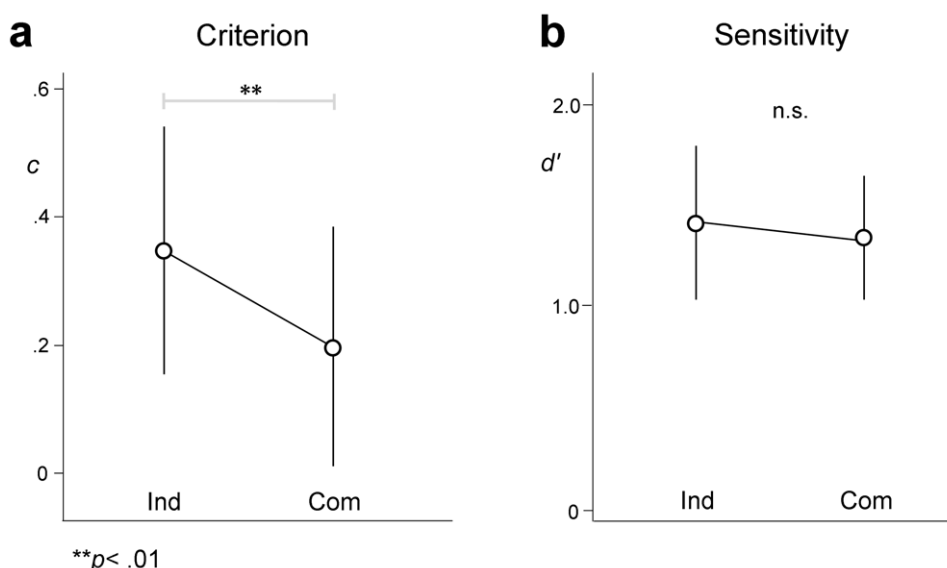 a Criterion
.6
**
c
.4
.2
0
Ind Com
**p< .01
b Sensitivity
2.0
n.s.
d'
1.0
0
Ind Com